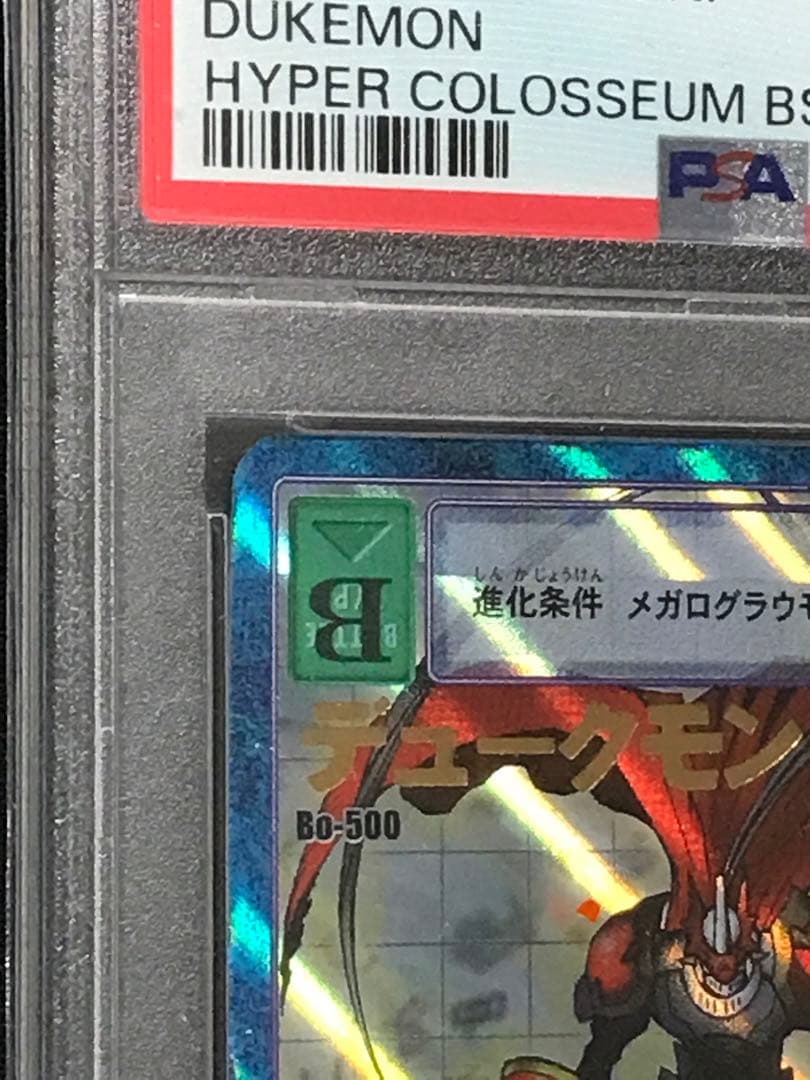 DUKEMON
HYPER COLOSSEUM BS
PSA
B
しん か じょうけん
進化条件 メガログラウモ
デュークモン
Bo-500